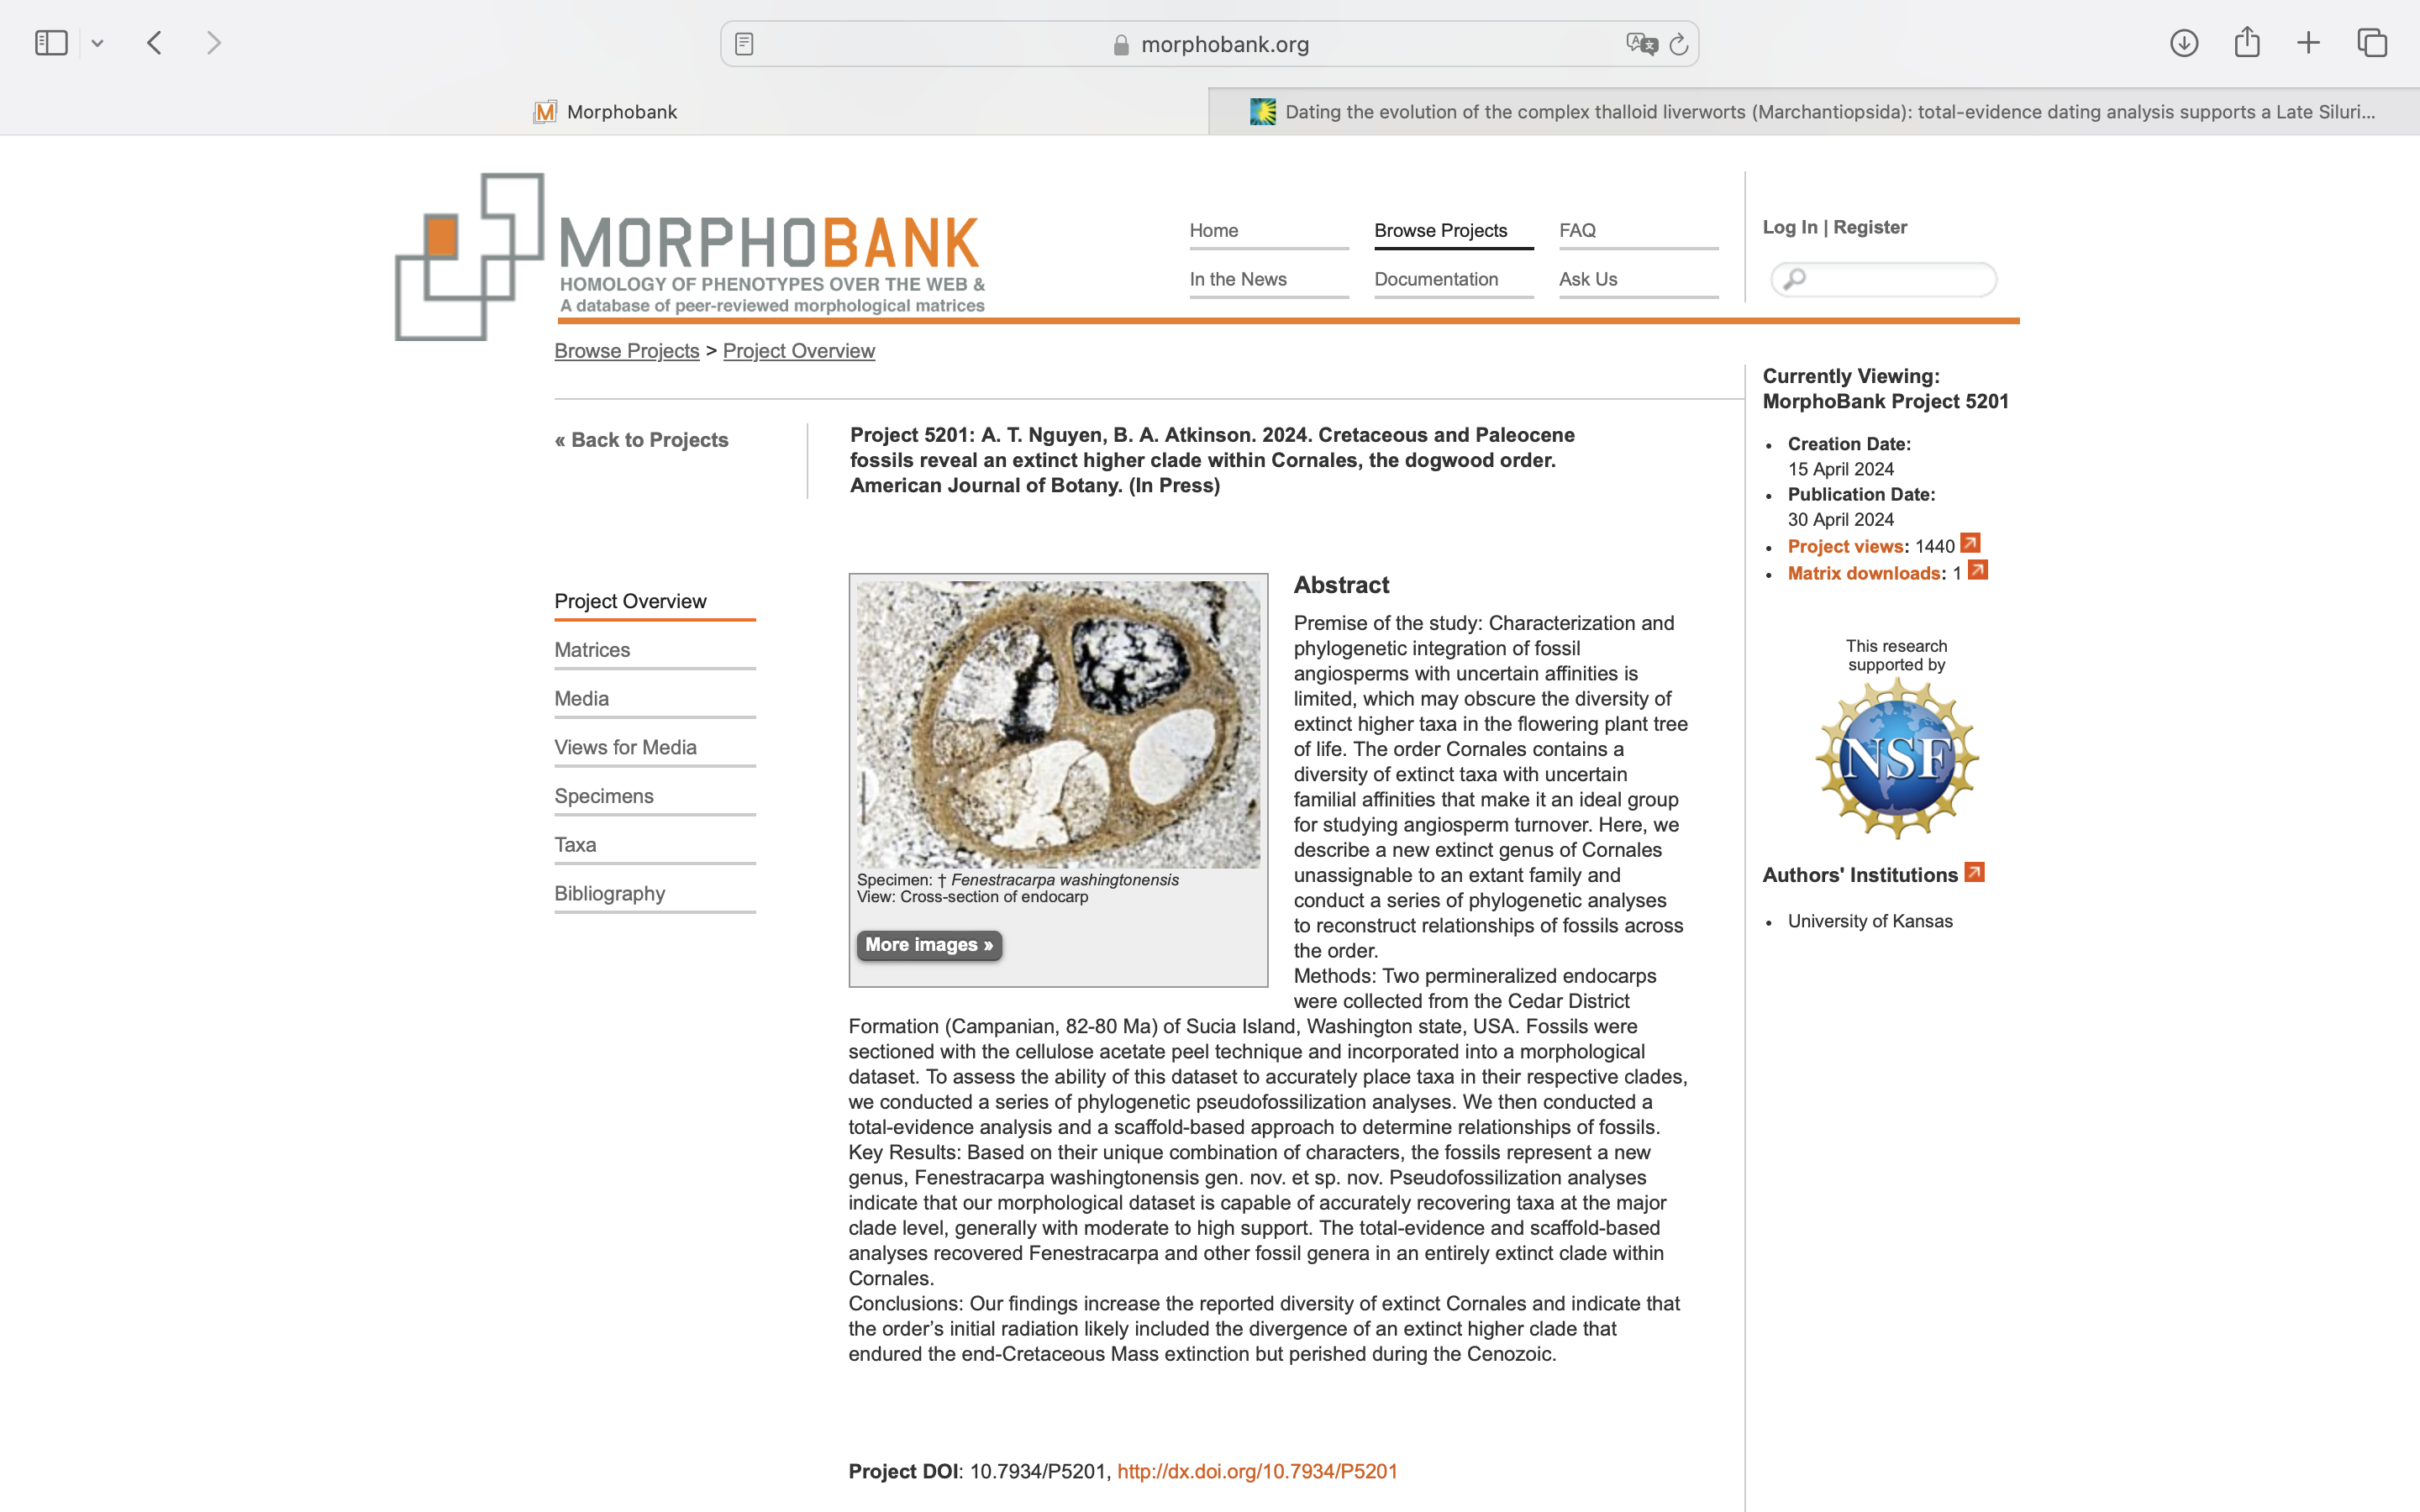 morphobank.org
Morphobank
Dating the evolution of the complex thalloid liverworts (Marchantiopsida): total-evidence dating analysis supports a Late Siluri...
MORPHOBANK
HOMOLOGY OF PHENOTYPES OVER THE WEB &
A database of peer-reviewed morphological matrices
Home
Browse Projects
FAQ
In the News
Documentation
Ask Us
Log In | Register
Browse Projects > Project Overview
« Back to Projects
Project 5201: A. T. Nguyen, B. A. Atkinson. 2024. Cretaceous and Paleocene
fossils reveal an extinct higher clade within Cornales, the dogwood order.
American Journal of Botany. (In Press)
Project Overview
Matrices
Media
Views for Media
Specimens
Taxa
Bibliography
Specimen: † Fenestracarpa washingtonensis
View: Cross-section of endocarp
More images »
Abstract
Premise of the study: Characterization and
phylogenetic integration of fossil
angiosperms with uncertain affinities is
limited, which may obscure the diversity of
extinct higher taxa in the flowering plant tree
of life. The order Cornales contains a
diversity of extinct taxa with uncertain
familial affinities that make it an ideal group
for studying angiosperm turnover. Here, we
describe a new extinct genus of Cornales
unassignable to an extant family and
conduct a series of phylogenetic analyses
to reconstruct relationships of fossils across
the order.
Methods: Two permineralized endocarps
were collected from the Cedar District
Formation (Campanian, 82-80 Ma) of Sucia Island, Washington state, USA. Fossils were
sectioned with the cellulose acetate peel technique and incorporated into a morphological
dataset. To assess the ability of this dataset to accurately place taxa in their respective clades,
we conducted a series of phylogenetic pseudofossilization analyses. We then conducted a
total-evidence analysis and a scaffold-based approach to determine relationships of fossils.
Key Results: Based on their unique combination of characters, the fossils represent a new
genus, Fenestracarpa washingtonensis gen. nov. et sp. nov. Pseudofossilization analyses
indicate that our morphological dataset is capable of accurately recovering taxa at the major
clade level, generally with moderate to high support. The total-evidence and scaffold-based
analyses recovered Fenestracarpa and other fossil genera in an entirely extinct clade within
Cornales.
Conclusions: Our findings increase the reported diversity of extinct Cornales and indicate that
the order’s initial radiation likely included the divergence of an extinct higher clade that
endured the end-Cretaceous Mass extinction but perished during the Cenozoic.
Project DOI: 10.7934/P5201, http://dx.doi.org/10.7934/P5201
Currently Viewing:
MorphoBank Project 5201
• Creation Date:
15 April 2024
• Publication Date:
30 April 2024
• Project views: 1440
• Matrix downloads: 1
This research
supported by
NSF
Authors' Institutions
• University of Kansas